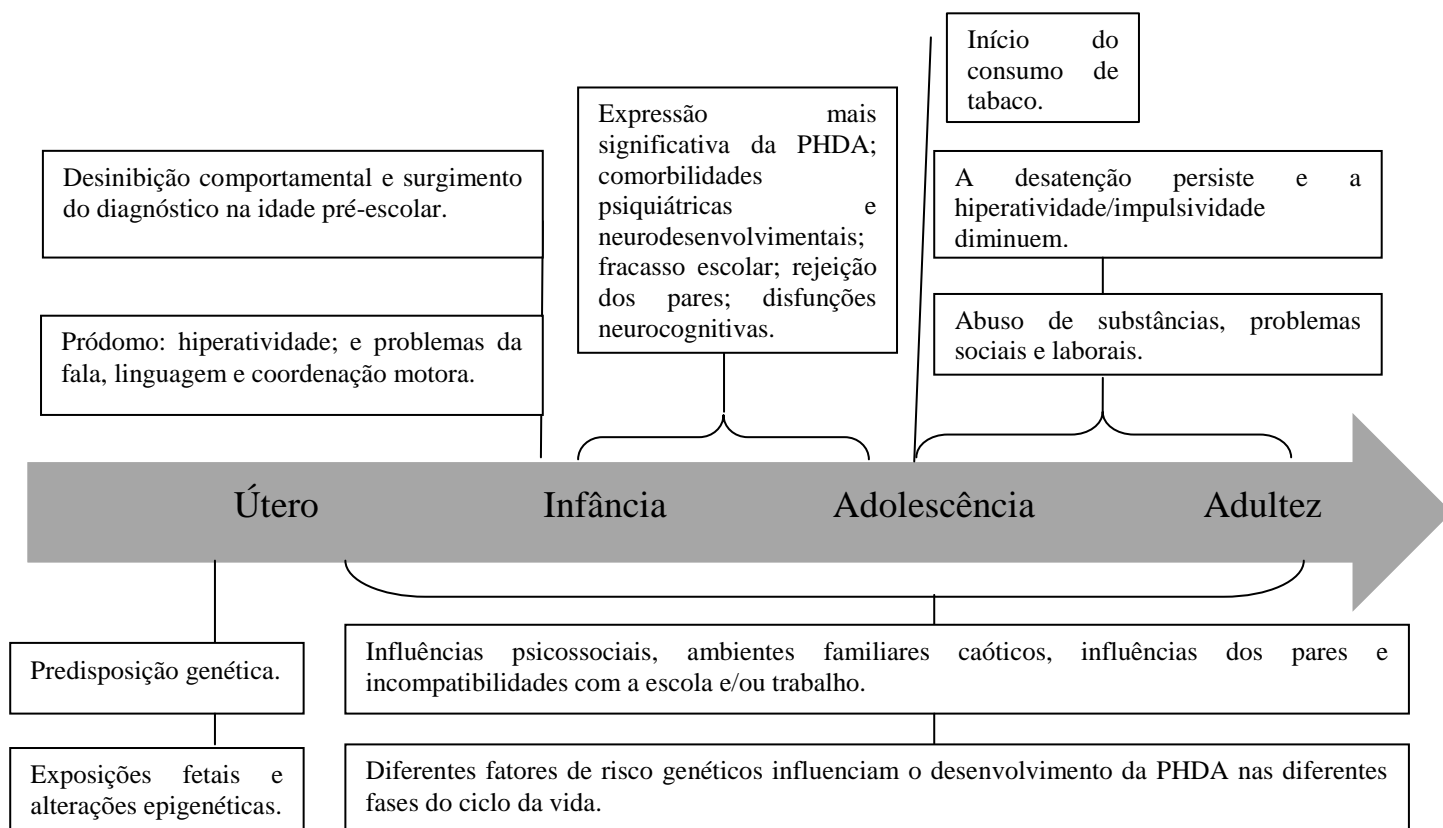 Início do
consumo de
tabaco.
Expressão mais
significativa da PHDA;
comorbilidades
psiquiátricas e
neurodesenvolvimentais;
fracasso escolar; rejeição
dos pares; disfunções
neurocognitivas.
Desinibição comportamental e surgimento
do diagnóstico na idade pré-escolar.
A desatenção persiste e a
hiperatividade/impulsividade
diminuem.
Pródomo: hiperatividade; e problemas da
fala, linguagem e coordenação motora.
Abuso de substâncias, problemas
sociais e laborais.
Útero Infância Adolescência Adultez
Predisposição genética.
Influências psicossociais, ambientes familiares caóticos, influências dos pares e
incompatibilidades com a escola e/ou trabalho.
Exposições fetais e
alterações epigenéticas.
Diferentes fatores de risco genéticos influenciam o desenvolvimento da PHDA nas diferentes
fases do ciclo da vida.